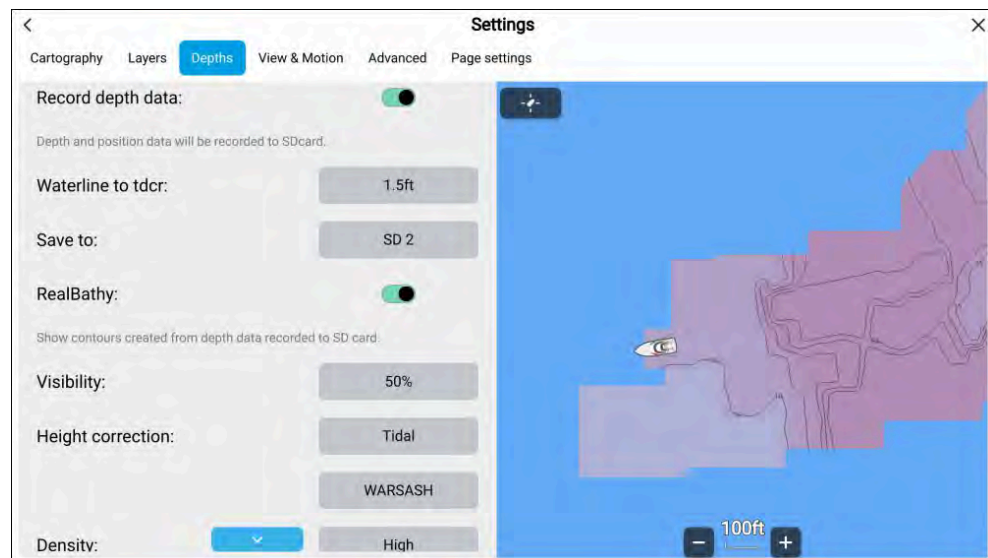 Settings
Cartography Layers Depths View & Motion Advanced Page settings
Record depth data:
Depth and position data will be recorded to SDcard.
Waterline to tdcr: 1.5ft
Save to: SD 2
RealBathy:
Show contours created from depth data recorded to SD card.
Visibility: 50%
Height correction: Tidal
WARSASH
Density: High
100ft